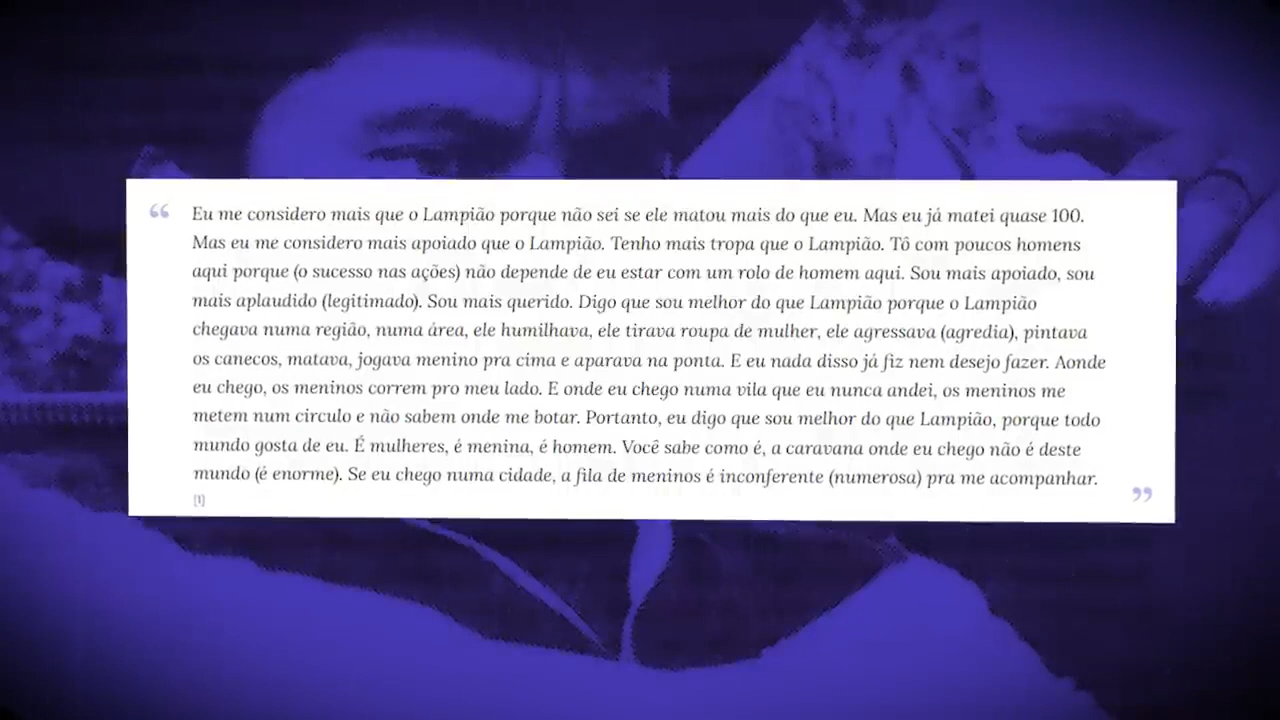 “ Eu me considero mais que o Lampião porque não sei se ele matou mais do que eu. Mas eu já matei quase 100.
Mas eu me considero mais apoiado que o Lampião. Tenho mais tropa que o Lampião. Tô com poucos homens
aqui porque (o sucesso nas ações) não depende de eu estar com um rolo de homem aqui. Sou mais apoiado, sou
mais aplaudido (legitimado). Sou mais querido. Digo que sou melhor do que Lampião porque o Lampião
chegava numa região, numa área, ele humilhava, ele tirava roupa de mulher, ele agressava (agredia), pintava
os canecos, matava, jogava menino pra cima e aparava na ponta. E eu nada disso já fiz nem desejo fazer. Aonde
eu chego, os meninos correm pro meu lado. E onde eu chego numa vila que eu nunca andei, os meninos me
metem num circulo e não sabem onde me botar. Portanto, eu digo que sou melhor do que Lampião, porque todo
mundo gosta de eu. É mulheres, é menina, é homem. Você sabe como é, a caravana onde eu chego não é deste
mundo (é enorme). Se eu chego numa cidade, a fila de meninos é inconferente (numerosa) pra me acompanhar.
[1] ”